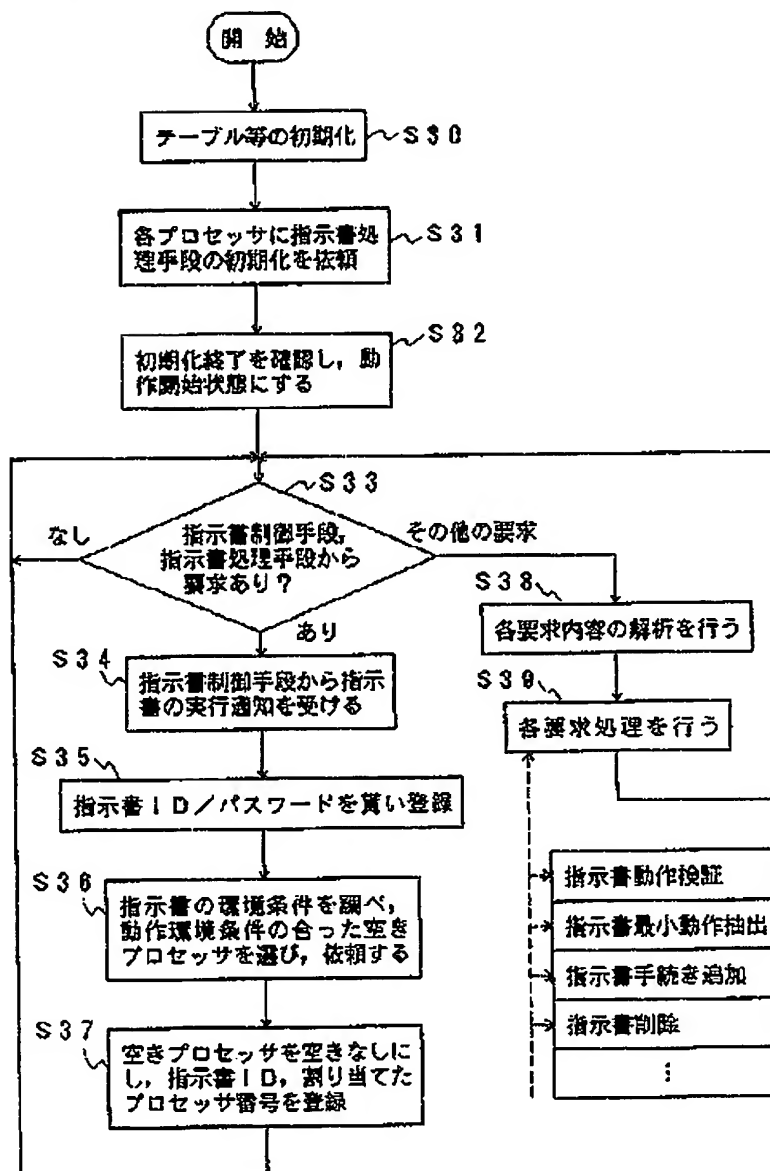 開 始
テーブル等の初期化
S30
各プロセッサに指示書処
理手段の初期化を依頼
S31
初期化終了を確認し,動
作開始状態にする
S32
S33
なし
指示書制御手段,
指示書処理手段から
要求あり?
その他の要求
あり
S34
指示書制御手段から指示
書の実行通知を受ける
S35
指示書ID/パスワードを貰い登録
S36
指示書の環境条件を調べ,
動作環境条件の合った空き
プロセッサを選び,依頼する
S37
空きプロセッサを空きなしに
し,指示書ID,割り当てた
プロセッサ番号を登録
S38
各要求内容の解析を行う
S39
各要求処理を行う
指示書動作検証
指示書最小動作抽出
指示書手続き追加
指示書削除
⋮